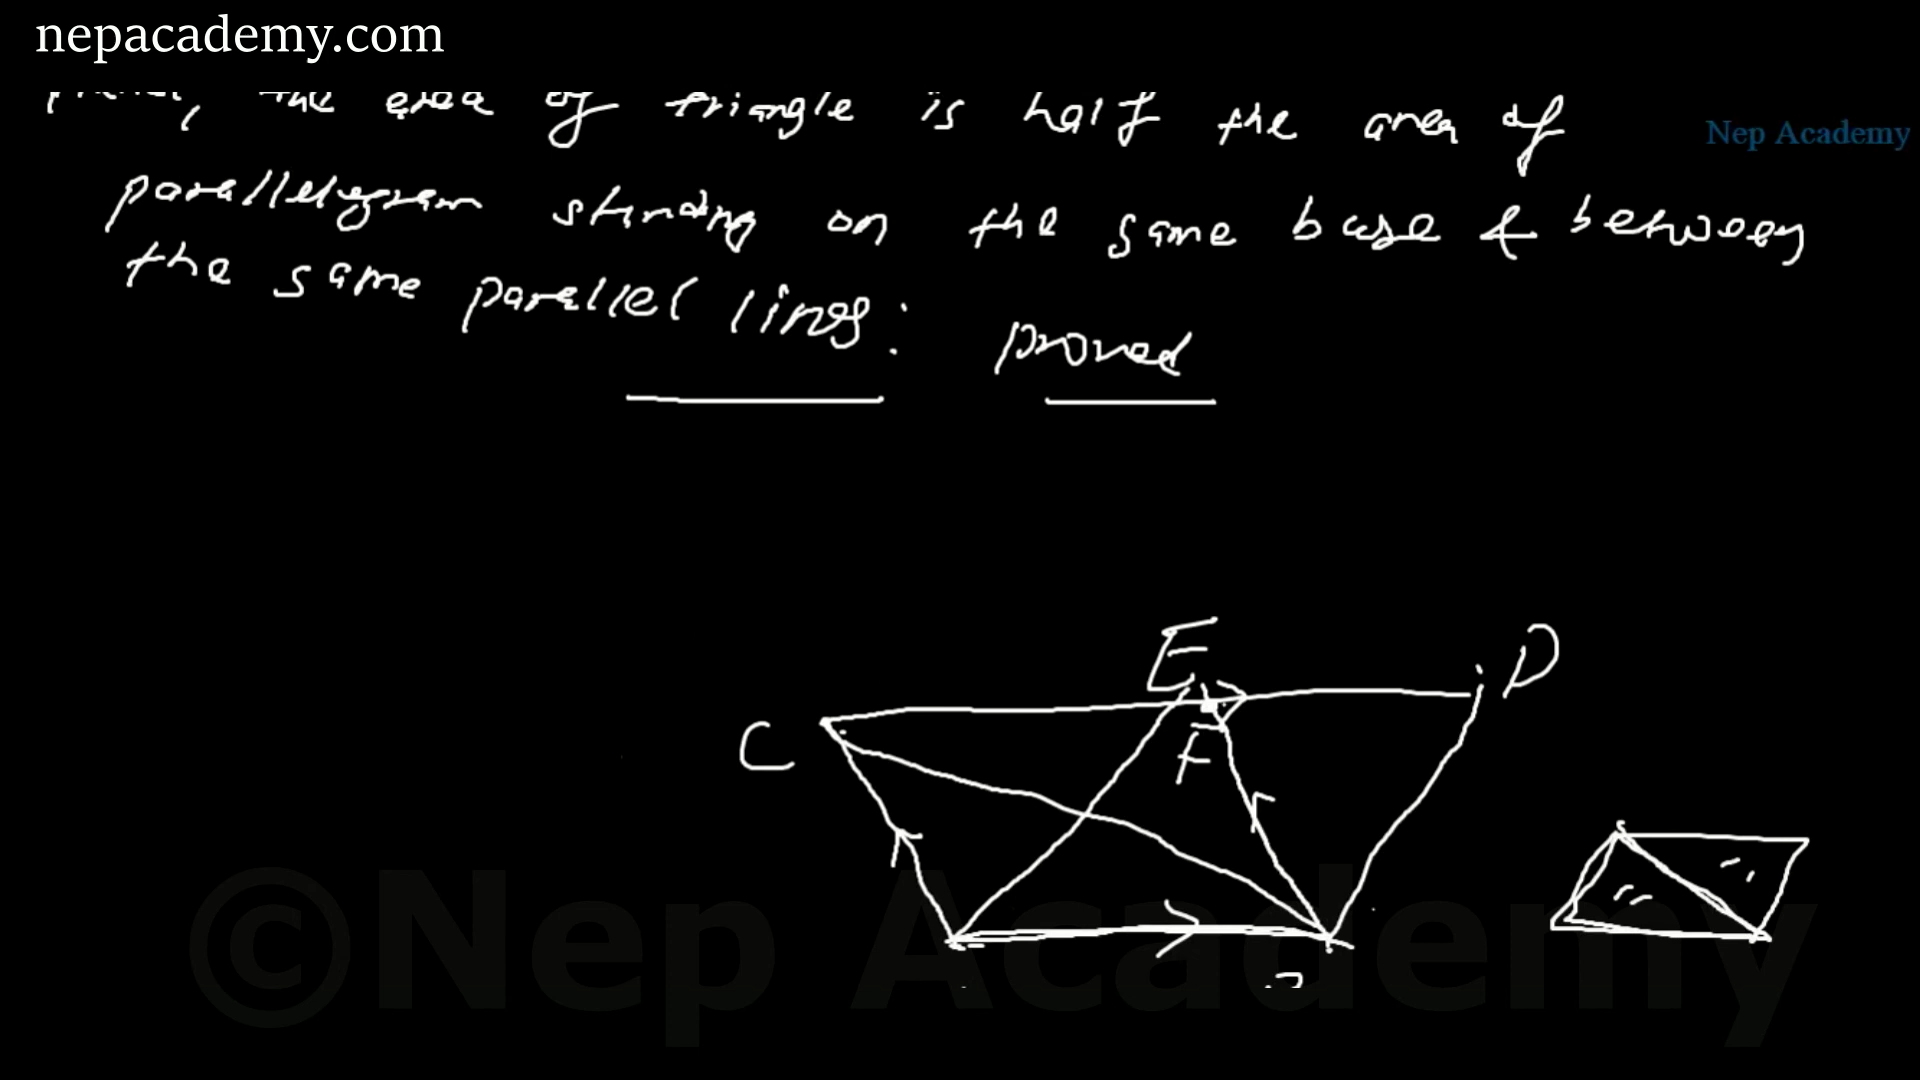 nepacademy.com
the area of triangle is half the area of
Nep Academy
parallelogram standing on the same base & between
the same parallel lines: proved
E
D
C
F
©Nep Academy